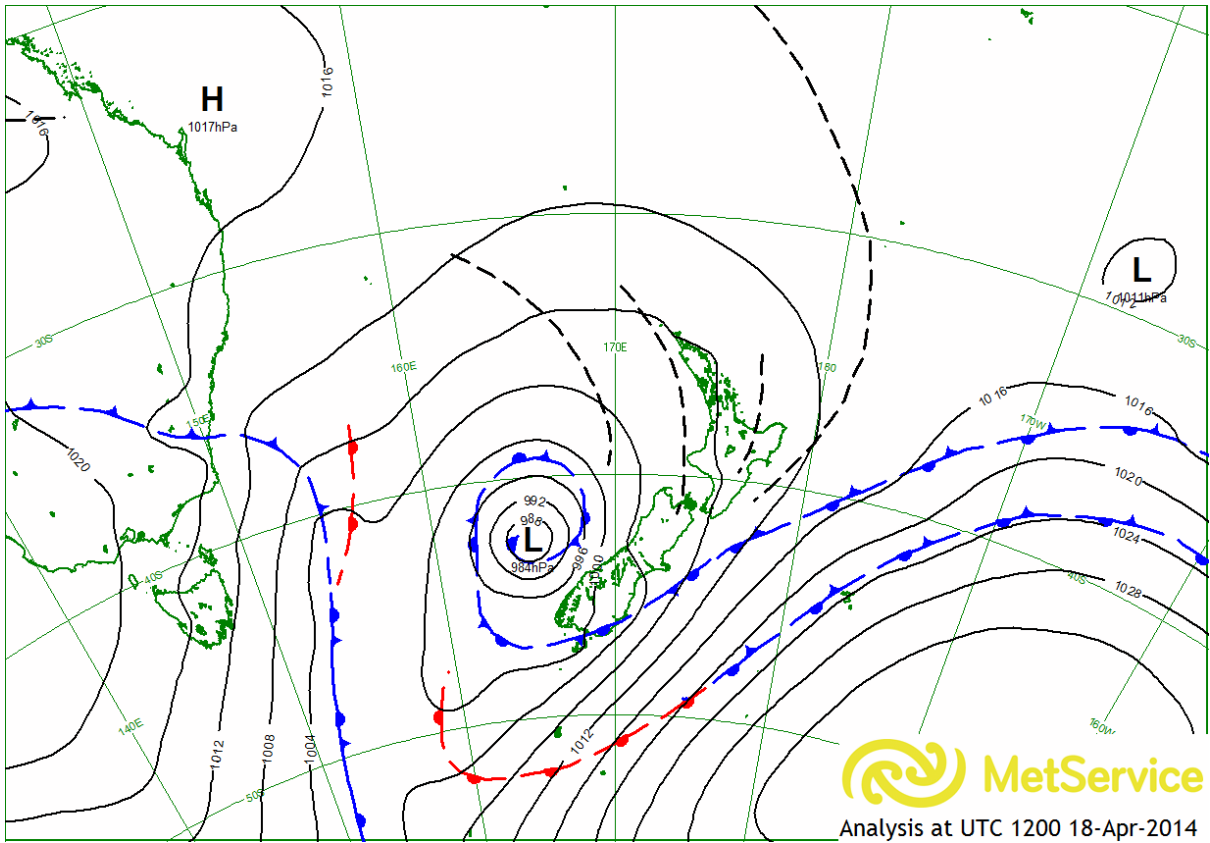 1016
H
1017hPa
1016
L
1012
1011hPa
30S
30S
170E
160E
180
150E
1016
1016
170W
1020
1020
992
988
L
984hPa
996
1000
1024
40S
40S
1028
140E
160W
1012
1008
1004
1012
50S
MetService
Analysis at UTC 1200 18-Apr-2014